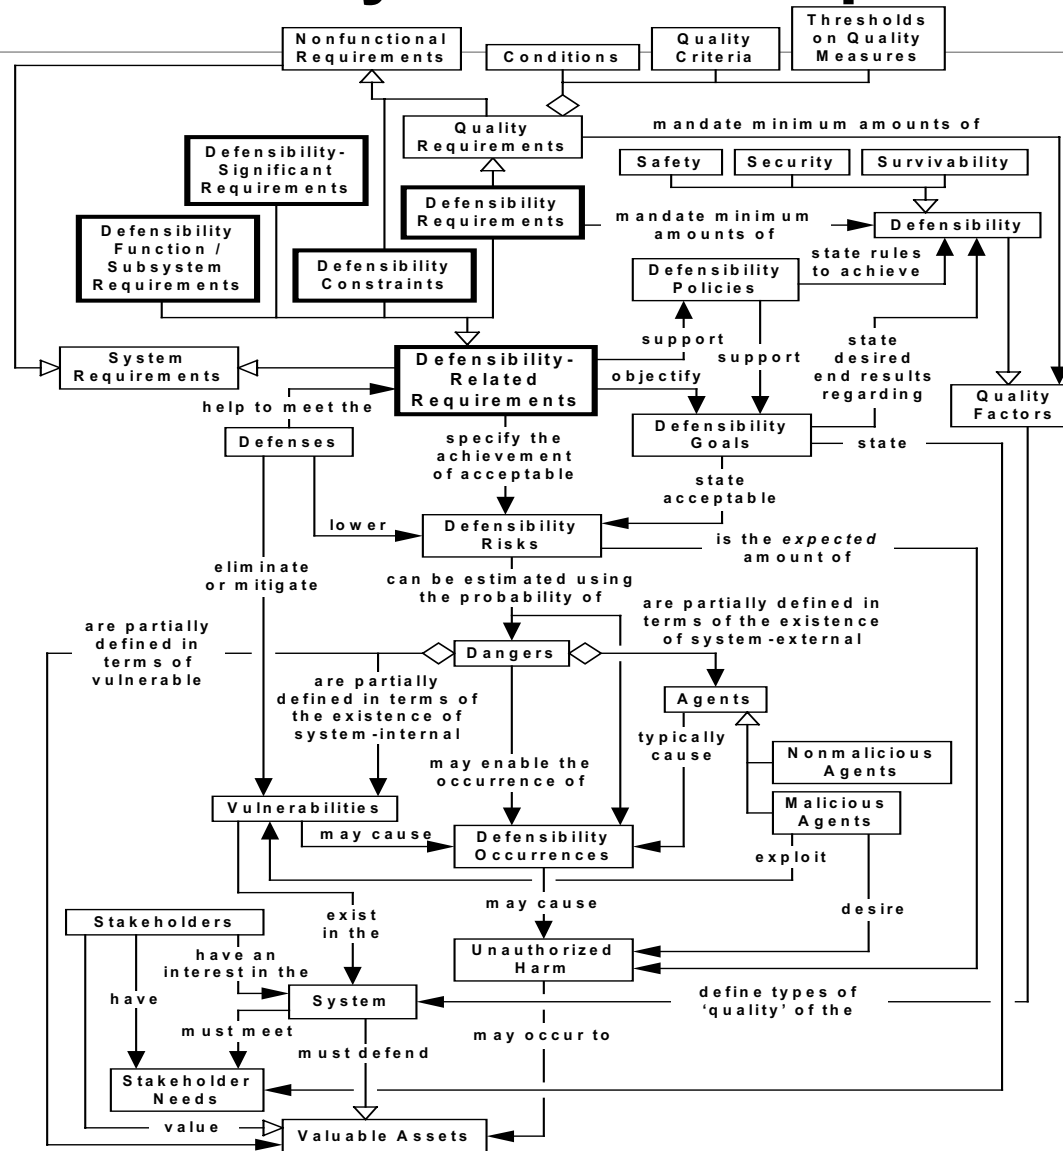 Nonfunctional
Requirements
Conditions
Quality
Criteria
Thresholds
on Quality
Measures
Quality
Requirements
mandate minimum amounts of
Defensibility-
Significant
Requirements
Safety
Security
Survivability
Defensibility
Requirements
mandate minimum
amounts of
Defensibility
Defensibility
Function /
Subsystem
Requirements
Defensibility
Constraints
Defensibility
Policies
state rules
to achieve
support
support
state
desired
end results
regarding
System
Requirements
Defensibility-
Related
Requirements
objectify
Quality
Factors
help to meet the
Defenses
Defensibility
Goals
state
specify the
achievement
of acceptable
state
acceptable
lower
Defensibility
Risks
is the expected
amount of
eliminate
or mitigate
can be estimated using
the probability of
are partially defined in
terms of the existence
of system-external
are partially
defined in
terms of
vulnerable
Dangers
are partially
defined in terms of
the existence of
system-internal
Agents
typically
cause
may enable the
occurrence of
Nonmalicious
Agents
Malicious
Agents
Vulnerabilities
may cause
Defensibility
Occurrences
exploit
may cause
desire
Stakeholders
exist
in the
have an
interest in the
Unauthorized
Harm
have
System
define types of
‘quality’ of the
must meet
must defend
may occur to
Stakeholder
Needs
value
Valuable Assets